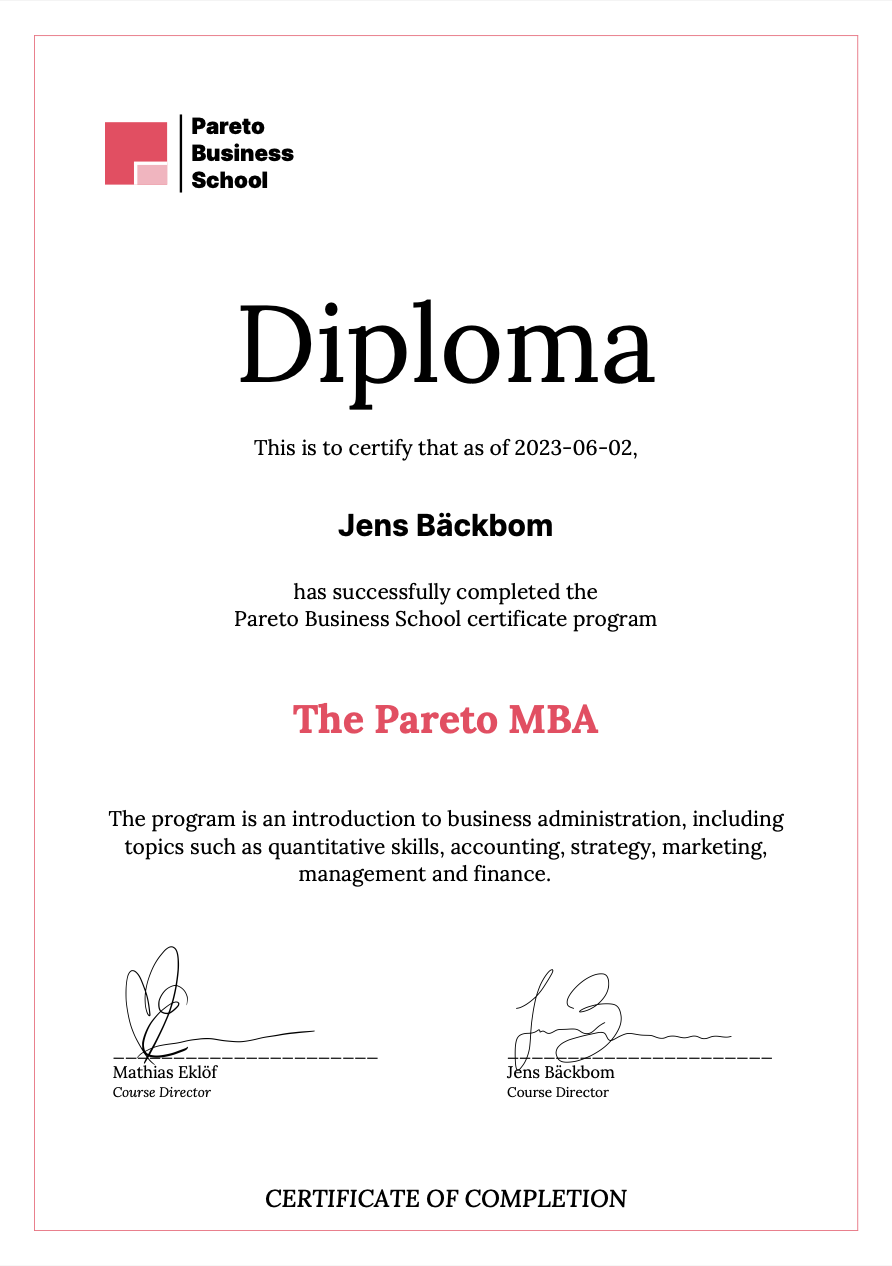 Pareto
Business
School
Diploma
This is to certify that as of 2023-06-02,
Jens Bäckbom
has successfully completed the
Pareto Business School certificate program
The Pareto MBA
The program is an introduction to business administration, including
topics such as quantitative skills, accounting, strategy, marketing,
management and finance.
Mathias Eklöf
Course Director
Jens Bäckbom
Course Director
CERTIFICATE OF COMPLETION